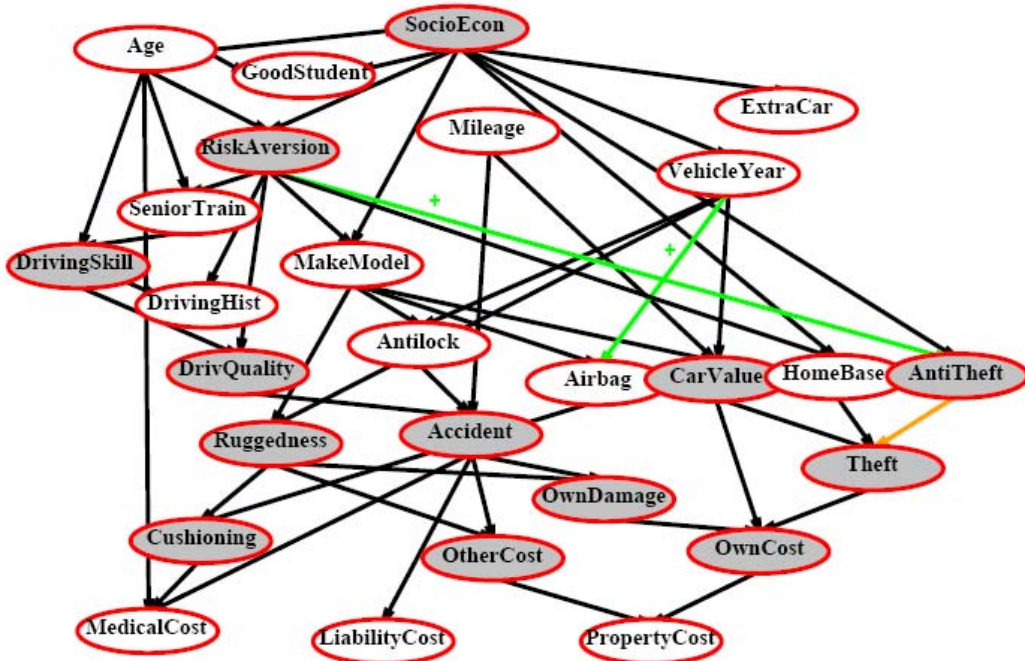 SocioEcon
Age
GoodStudent
ExtraCar
Mileage
RiskAversion
VehicleYear
+
SeniorTrain
+
DrivingSkill
MakeModel
DrivingHist
Antilock
DrivQuality
Airbag
CarValue
HomeBase
AntiTheft
Ruggedness
Accident
Theft
OwnDamage
Cushioning
OtherCost
OwnCost
MedicalCost
LiabilityCost
PropertyCost